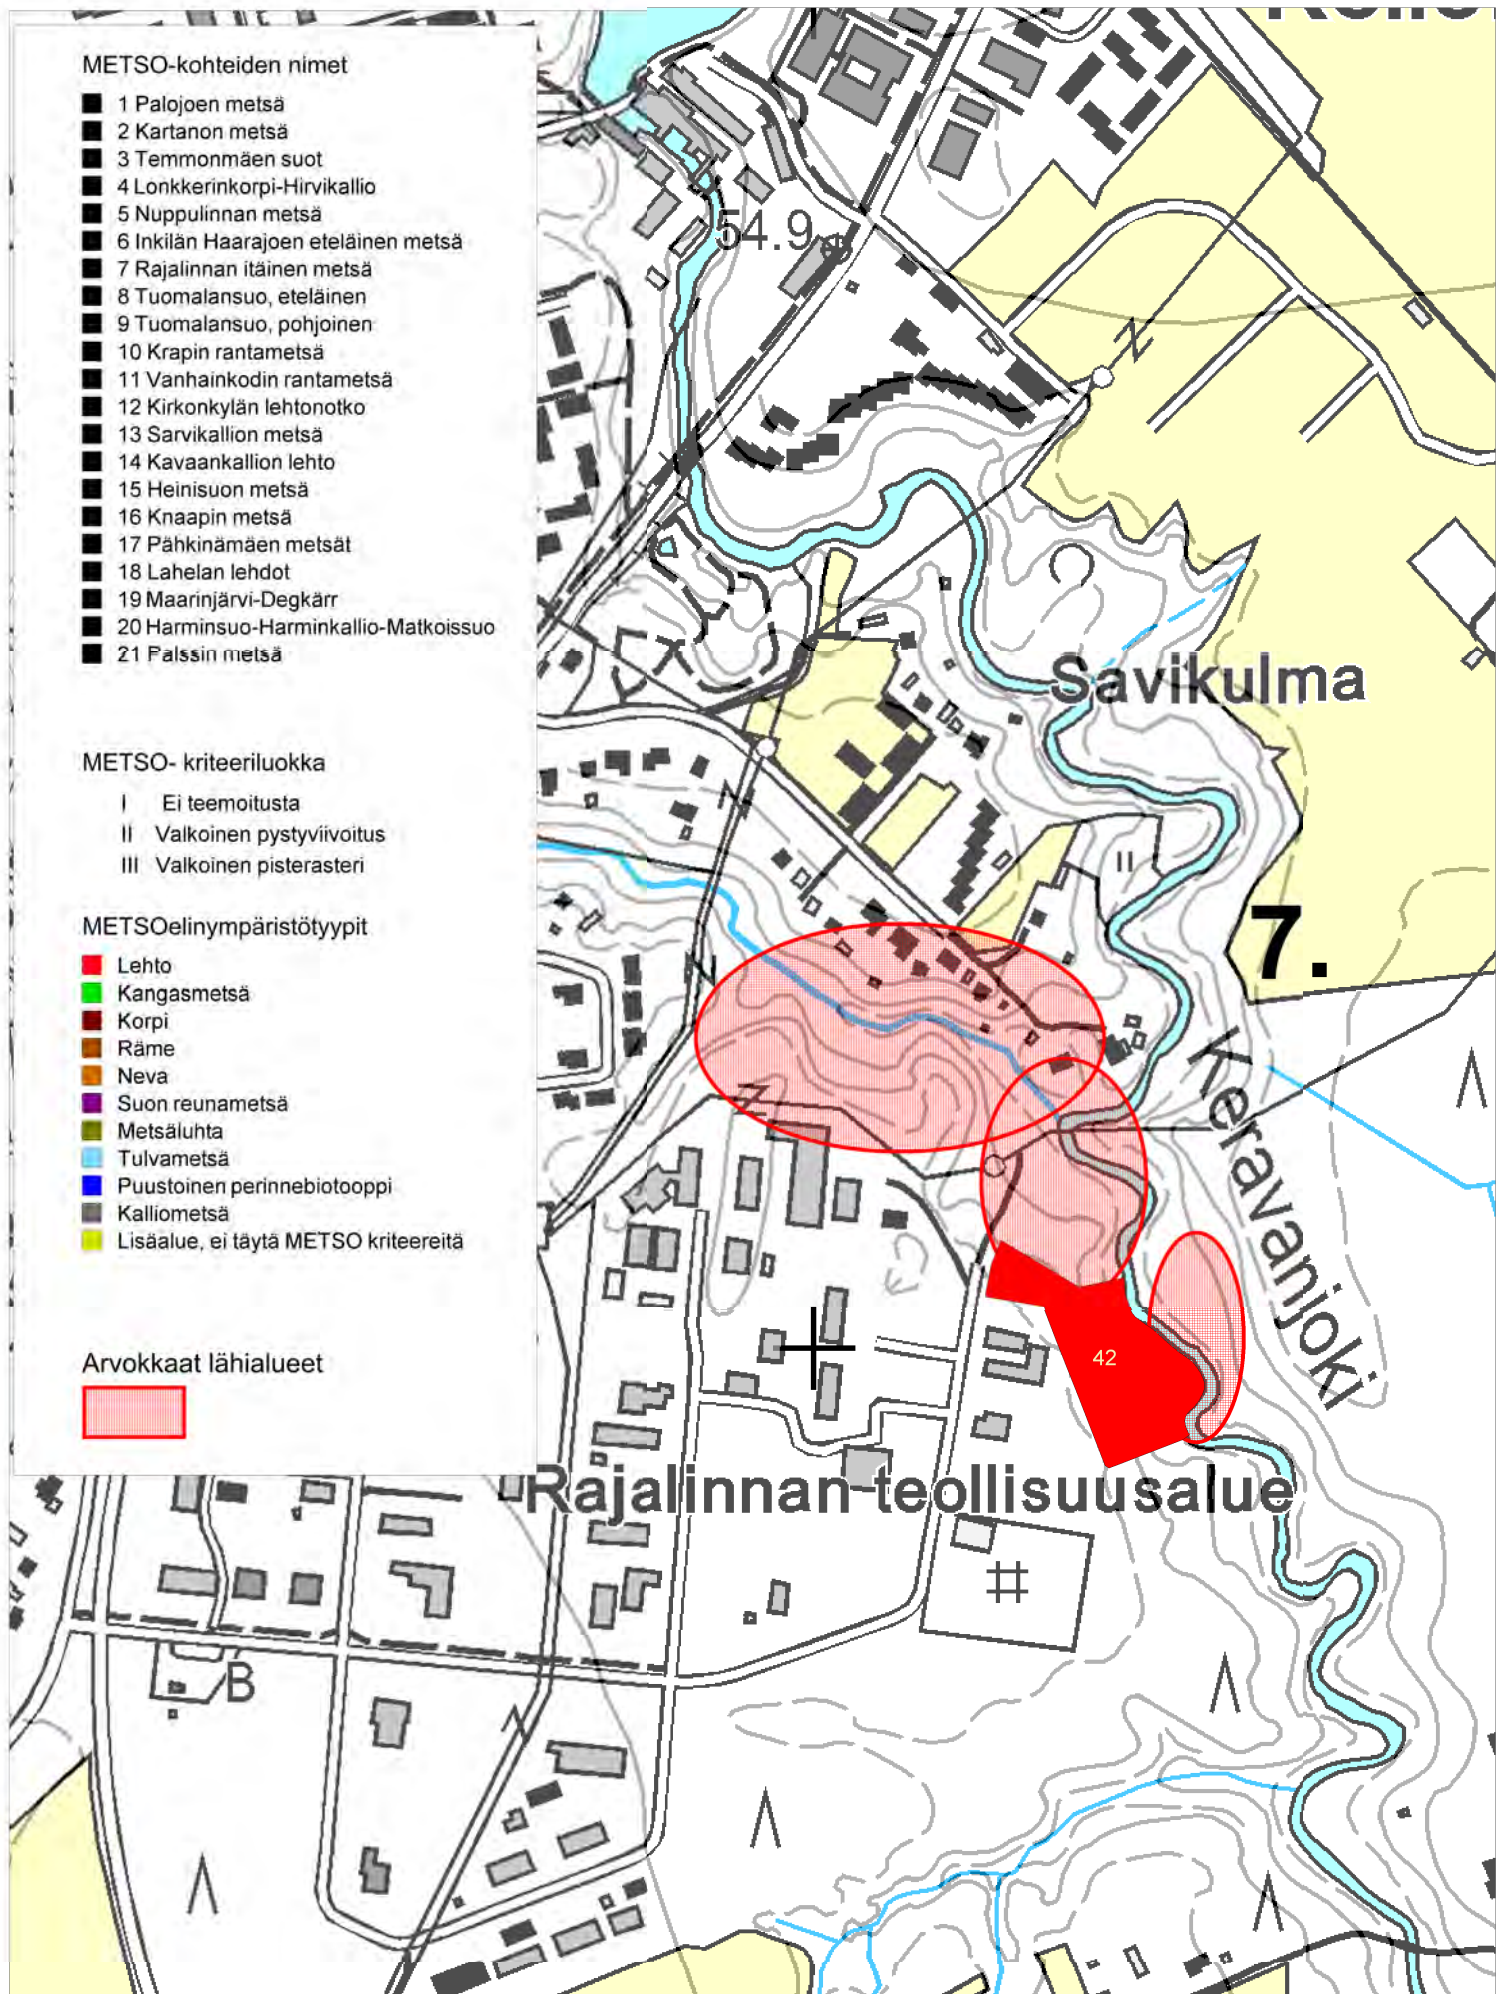 METSO-kohteiden nimet
1 Palojoen metsä
2 Kartanon metsä
3 Temmonmäen suot
4 Lonkkerinkorpi-Hirvikallio
5 Nuppulinnan metsä
6 Inkilän Haarajoen eteläinen metsä
7 Rajalinnan itäinen metsä
8 Tuomalansuo, eteläinen
9 Tuomalansuo, pohjoinen
10 Krapin rantametsä
11 Vanhainkodin rantametsä
12 Kirkonkylän lehtonotko
13 Sarvikallion metsä
14 Kavaankallion lehto
15 Heinisuon metsä
16 Knaapin metsä
17 Pähkinämäen metsät
18 Lahelan lehdot
19 Maarinjärvi-Degkärr
20 Harminsuo-Harminkallio-Matkoissuo
21 Palssin metsä
METSO- kriteeriluokka
I Ei teemoitusta
II Valkoinen pystyviivoitus
III Valkoinen pisterasteri
METSOelinympäristötyypit
Lehto
Kangasmetsä
Korpi
Räme
Neva
Suon reunametsä
Metsäluhta
Tulvametsä
Puustoinen perinnebiotooppi
Kalliometsä
Lisäalue, ei täytä METSO kriteereitä
Arvokkaat lähialueet
54.9
Savikulma
II
7.
Keravanjoki
42
Rajalinnan teollisuusalue
B